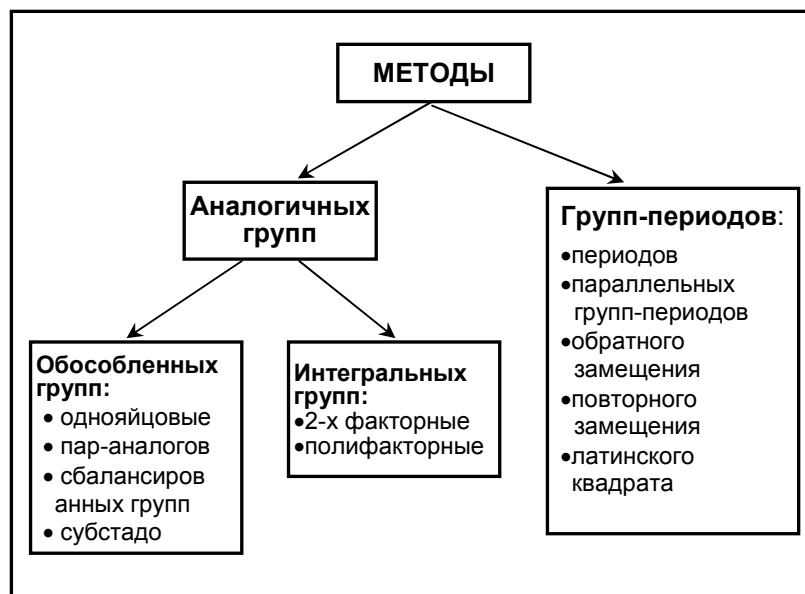 МЕТОДЫ
Аналогичных
групп
Обособленных
групп:
• однояйцовые
• пар-аналогов
• сбалансиров
анных групп
• субстадо
Интегральных
групп:
•2-х факторные
•полифакторные
Групп-периодов:
•периодов
•параллельных
групп-периодов
•обратного
замещения
•повторного
замещения
•латинского
квадрата